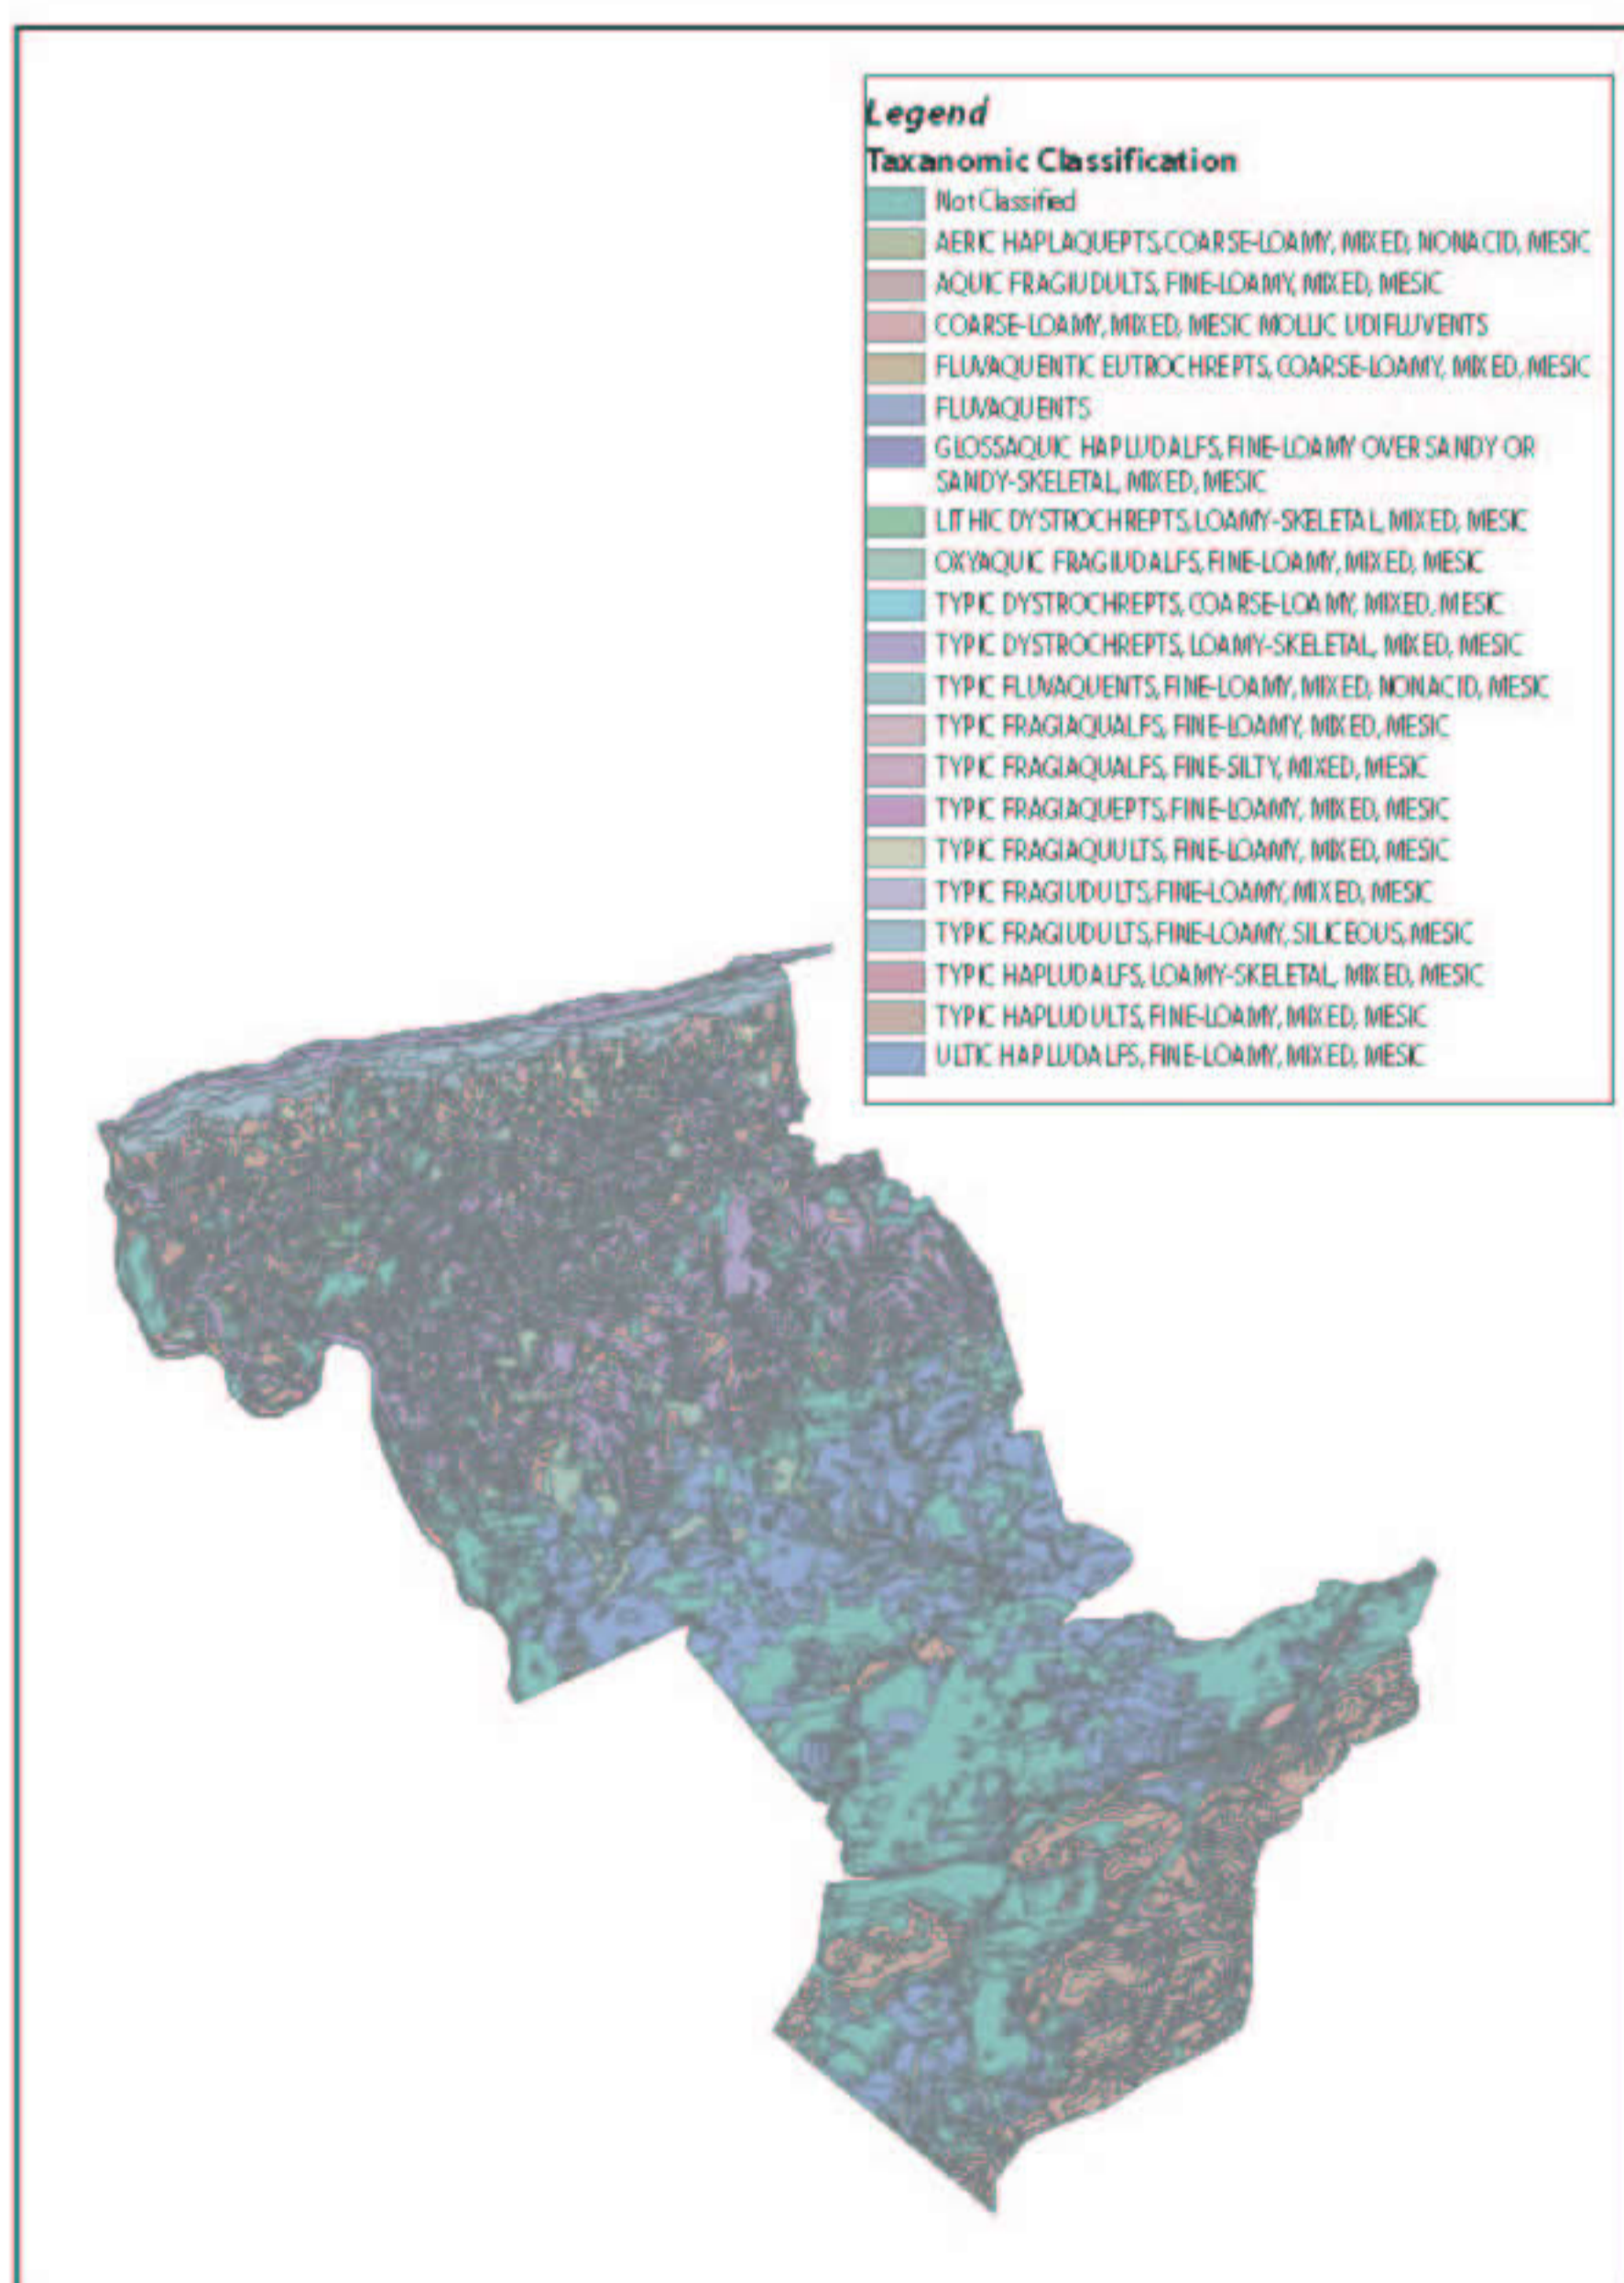 Legend
Taxanomic Classification
Not Classified
AERIC HAPLAQUEPTS,COARSE-LOAMY, MIXED, NONACID, MESIC
AQUIC FRAGIUDULTS, FINE-LOAMY, MIXED, MESIC
COARSE-LOAMY, MIXED, MESIC MOLLIC UDIFLUVENTS
FLUVAQUENTIC EUTROCHREPTS, COARSE-LOAMY, MIXED, MESIC
FLUVAQUENTS
GLOSSAQUIC HAPLUDALFS, FINE-LOAMY OVER SANDY OR
SANDY-SKELETAL, MIXED, MESIC
LITHIC DYSTROCHREPTS, LOAMY-SKELETAL, MIXED, MESIC
OXYAQUIC FRAGIUDALFS, FINE-LOAMY, MIXED, MESIC
TYPIC DYSTROCHREPTS, COARSE-LOAMY, MIXED, MESIC
TYPIC DYSTROCHREPTS, LOAMY-SKELETAL, MIXED, MESIC
TYPIC FLUVAQUENTS, FINE-LOAMY, MIXED, NONACID, MESIC
TYPIC FRAGIAQUALFS, FINE-LOAMY, MIXED, MESIC
TYPIC FRAGIAQUALFS, FINE-SILTY, MIXED, MESIC
TYPIC FRAGIAQUEPTS, FINE-LOAMY, MIXED, MESIC
TYPIC FRAGIAQUULTS, FINE-LOAMY, MIXED, MESIC
TYPIC FRAGIUDULTS, FINE-LOAMY, MIXED, MESIC
TYPIC FRAGIUDULTS, FINE-LOAMY, SILICEOUS, MESIC
TYPIC HAPLUDALFS, LOAMY-SKELETAL, MIXED, MESIC
TYPIC HAPLUDULTS, FINE-LOAMY, MIXED, MESIC
ULTIC HAPLUDALFS, FINE-LOAMY, MIXED, MESIC